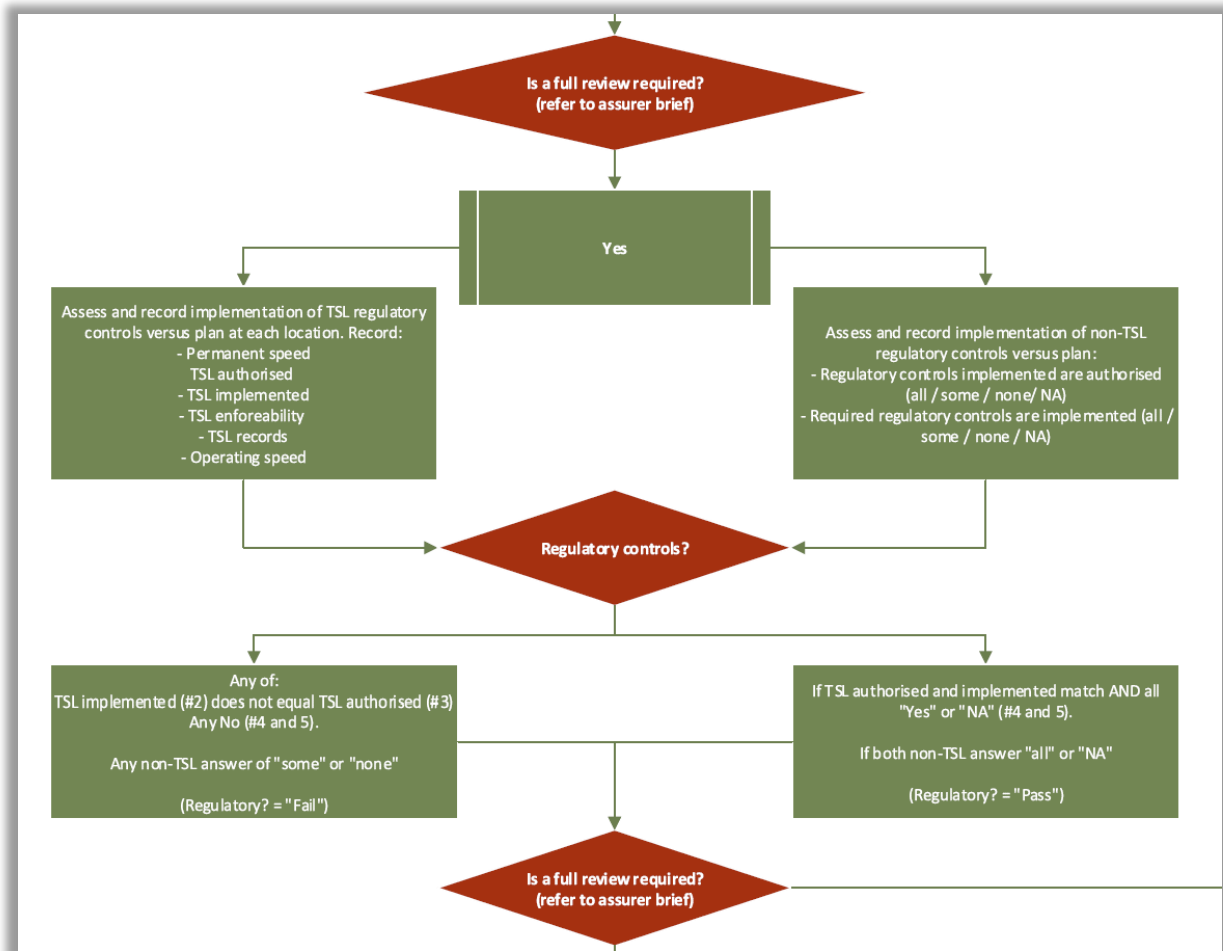 Is a full review required?
(refer to assurer brief)
Yes
Assess and record implementation of TSL regulatory
controls versus plan at each location. Record:
- Permanent speed
TSL authorised
- TSL implemented
- TSL enforeability
- TSL records
- Operating speed
Assess and record implementation of non-TSL
regulatory controls versus plan:
- Regulatory controls implemented are authorised
(all / some / none/ NA)
- Required regulatory controls are implemented (all /
some / none / NA)
Regulatory controls?
Any of:
TSL implemented (#2) does not equal TSL authorised (#3)
Any No (#4 and 5).
Any non-TSL answer of "some" or "none"
(Regulatory? = "Fail")
If TSL authorised and implemented match AND all
"Yes" or "NA" (#4 and 5).
If both non-TSL answer "all" or "NA"
(Regulatory? = "Pass")
Is a full review required?
(refer to assurer brief)